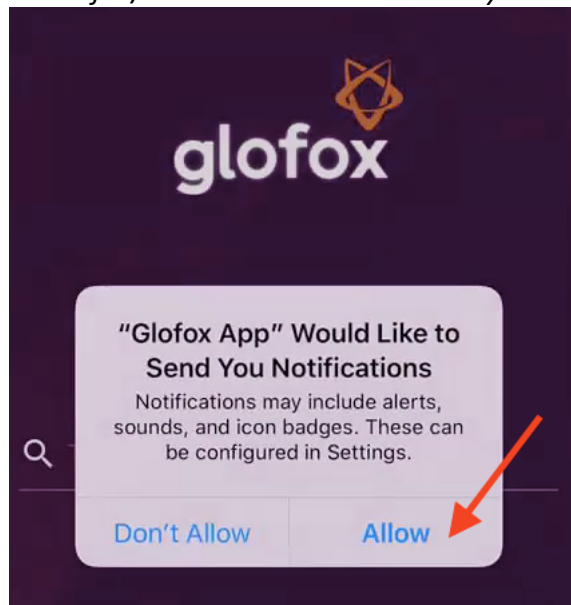 glofox
"Glofox App" Would Like to
Send You Notifications
Notifications may include alerts,
sounds, and icon badges. These can
be configured in Settings.
Don't Allow
Allow